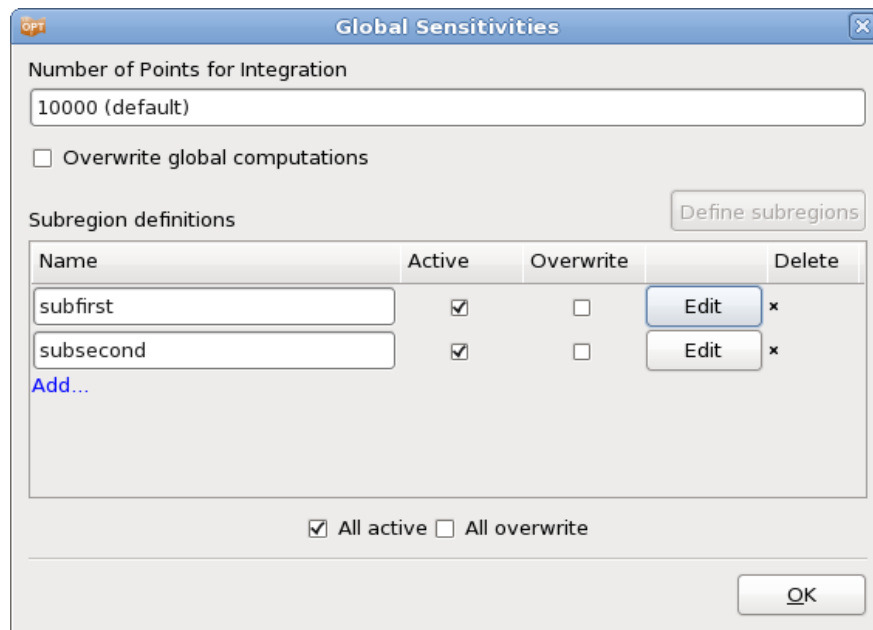 OPT Global Sensitivities
Number of Points for Integration
10000 (default)
Overwrite global computations
Define subregions
Subregion definitions
Name Active Overwrite Delete
subfirst Edit
subsecond Edit
Add...
All active All overwrite
OK